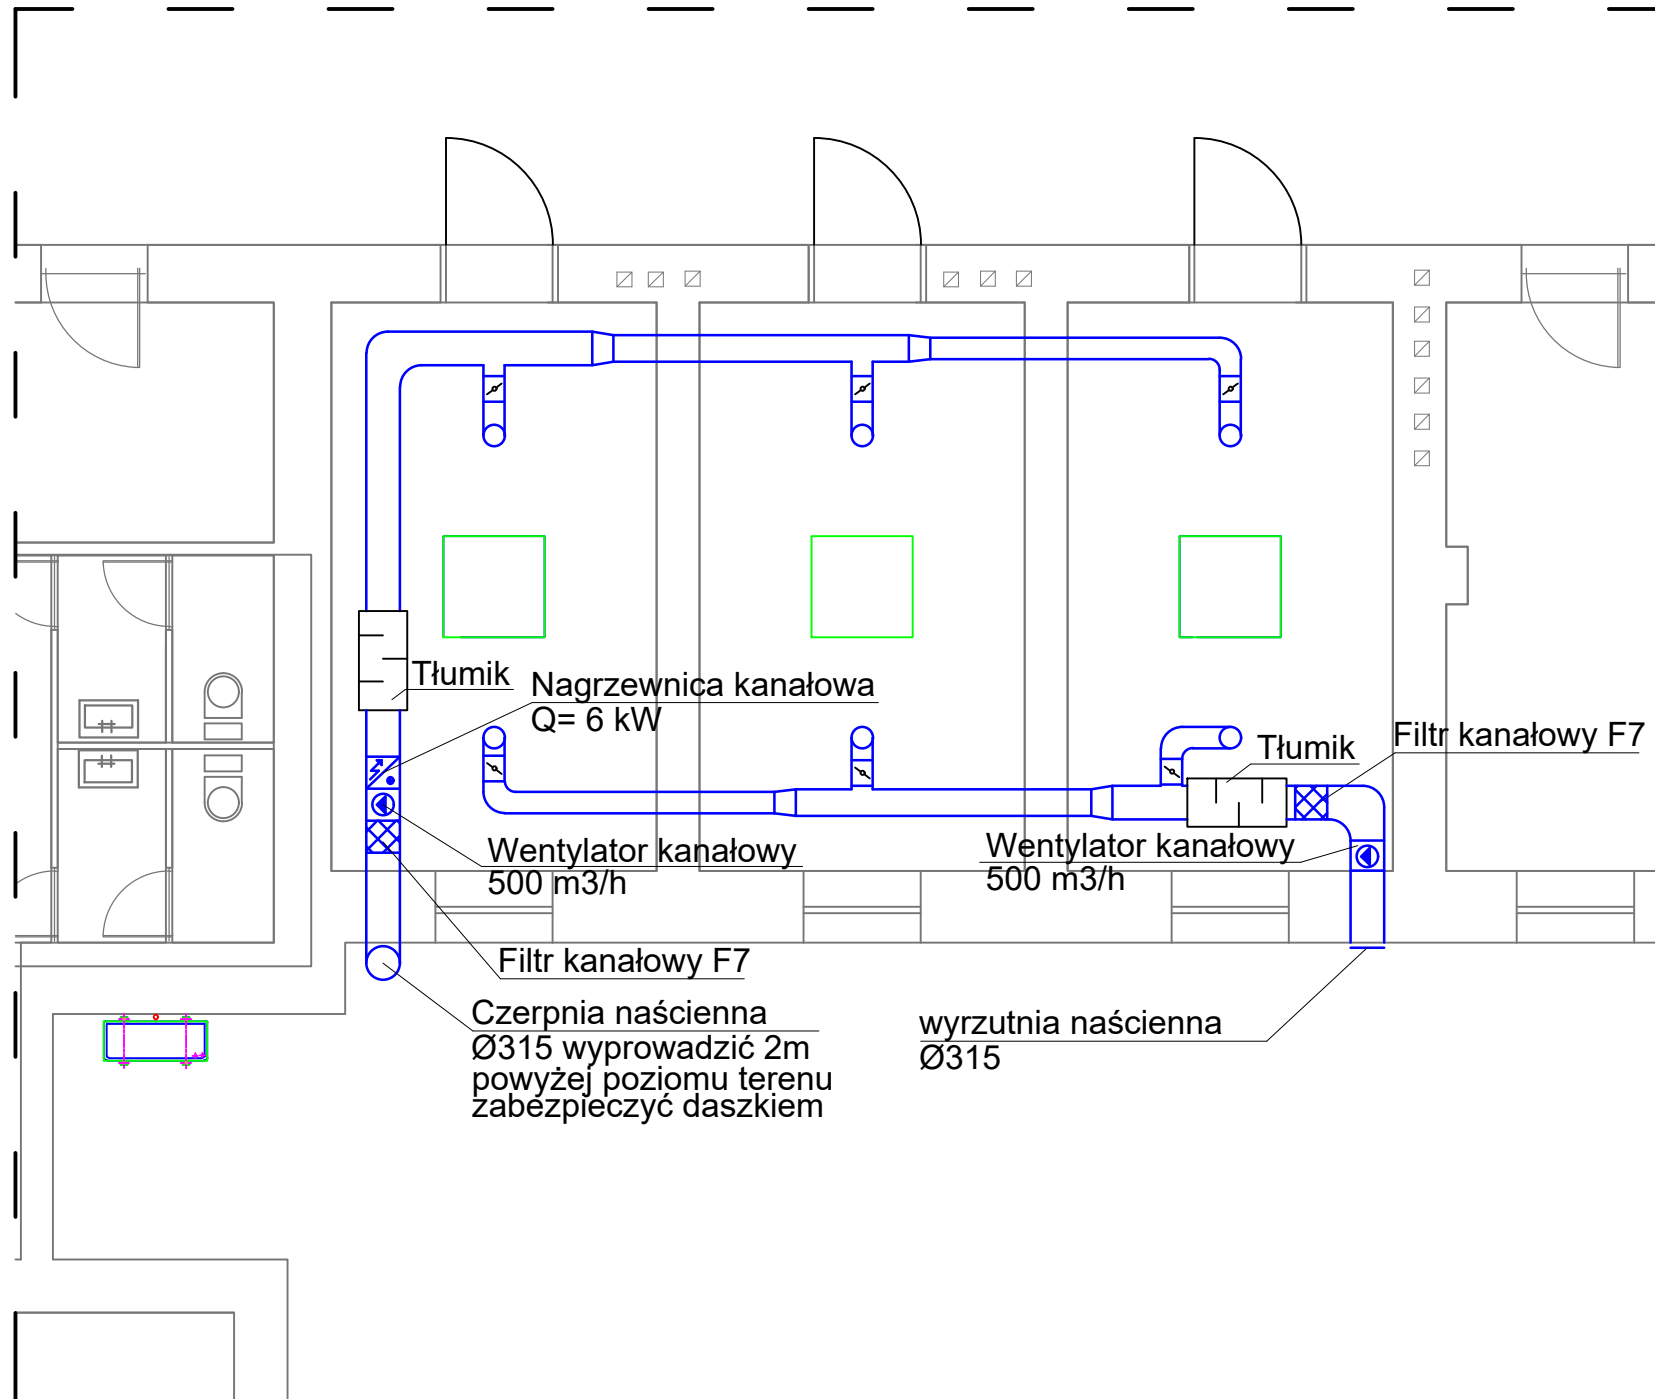 Tłumik
Nagrzewnica kanałowa
Q= 6 kW
Tłumik
Filtr kanałowy F7
Wentylator kanałowy
500 m3/h
Wentylator kanałowy
500 m3/h
Filtr kanałowy F7
Czerpnia naścienna
Ø315 wyprowadzić 2m
powyżej poziomu terenu
zabezpieczyć daszkiem
wyrzutnia naścienna
Ø315